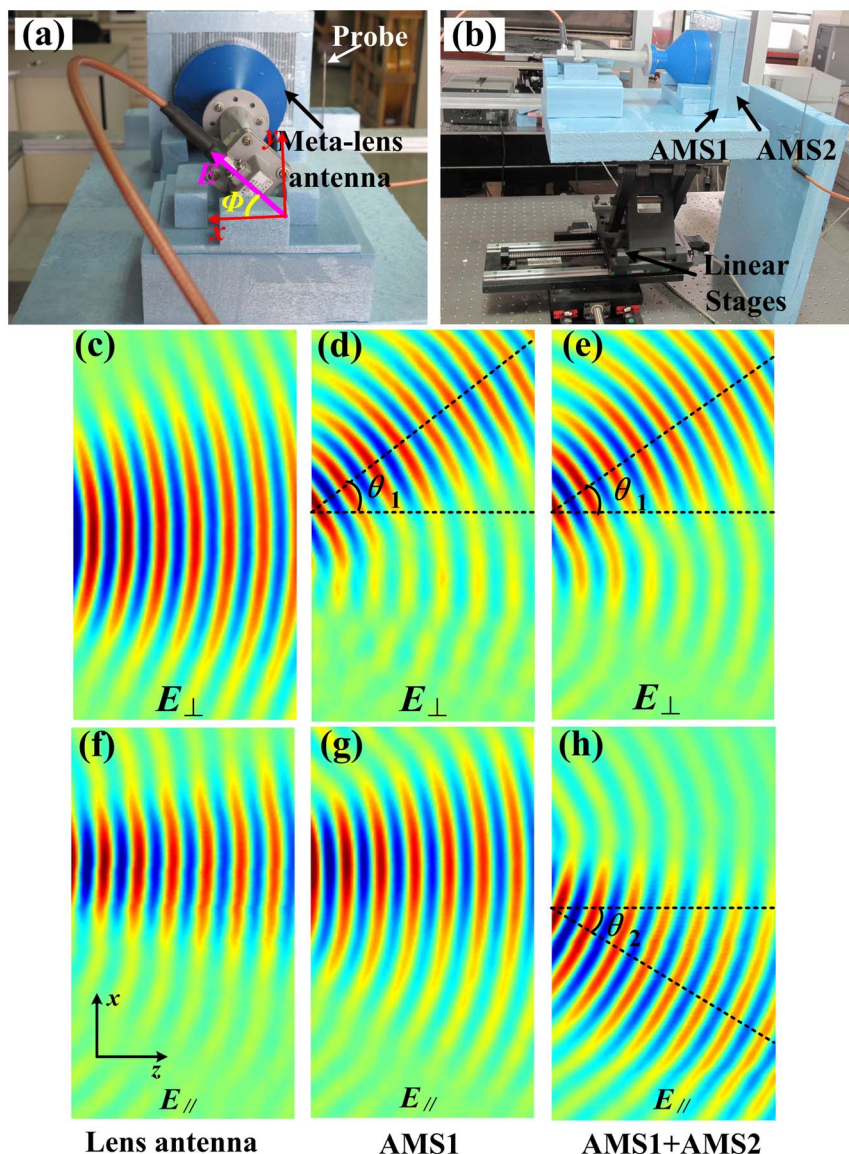 (a)
Probe
Meta-lens
antenna
y
E
Φ
x
(b)
AMS1 AMS2
Linear
Stages
(c)
E⊥
(d)
θ1
E⊥
(e)
θ1
E⊥
(f)
x
z
E//
(g)
E//
(h)
θ2
E//
Lens antenna AMS1 AMS1+AMS2